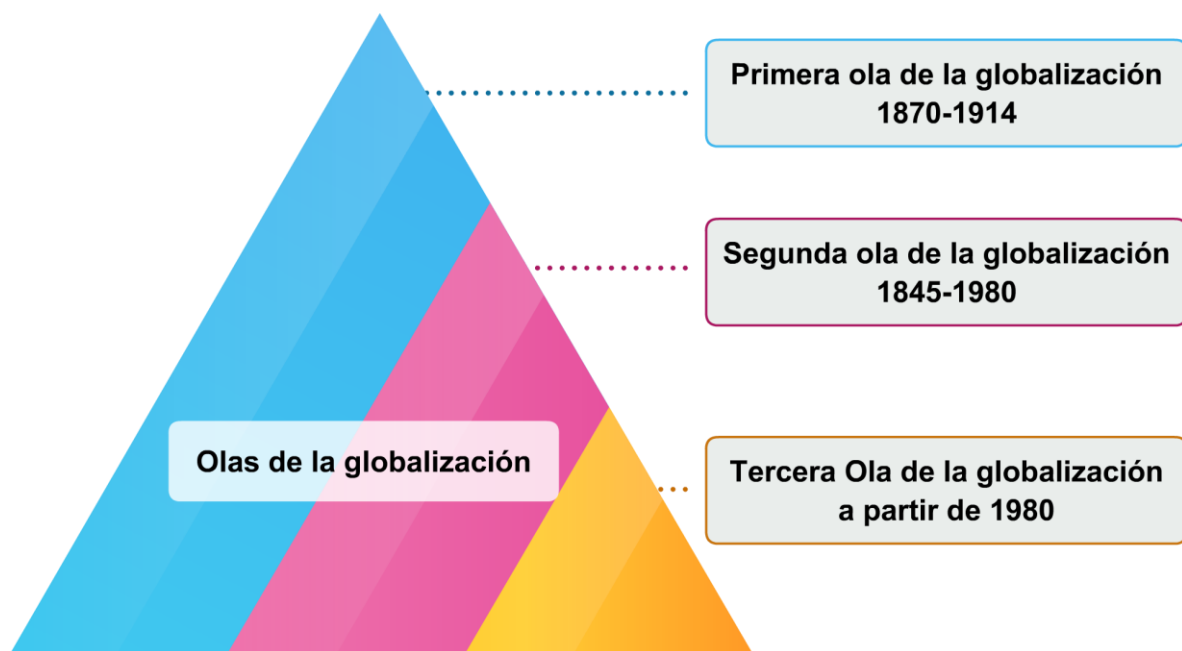 Primera ola de la globalización
1870-1914
Segunda ola de la globalización
1845-1980
Olas de la globalización
Tercera Ola de la globalización
a partir de 1980